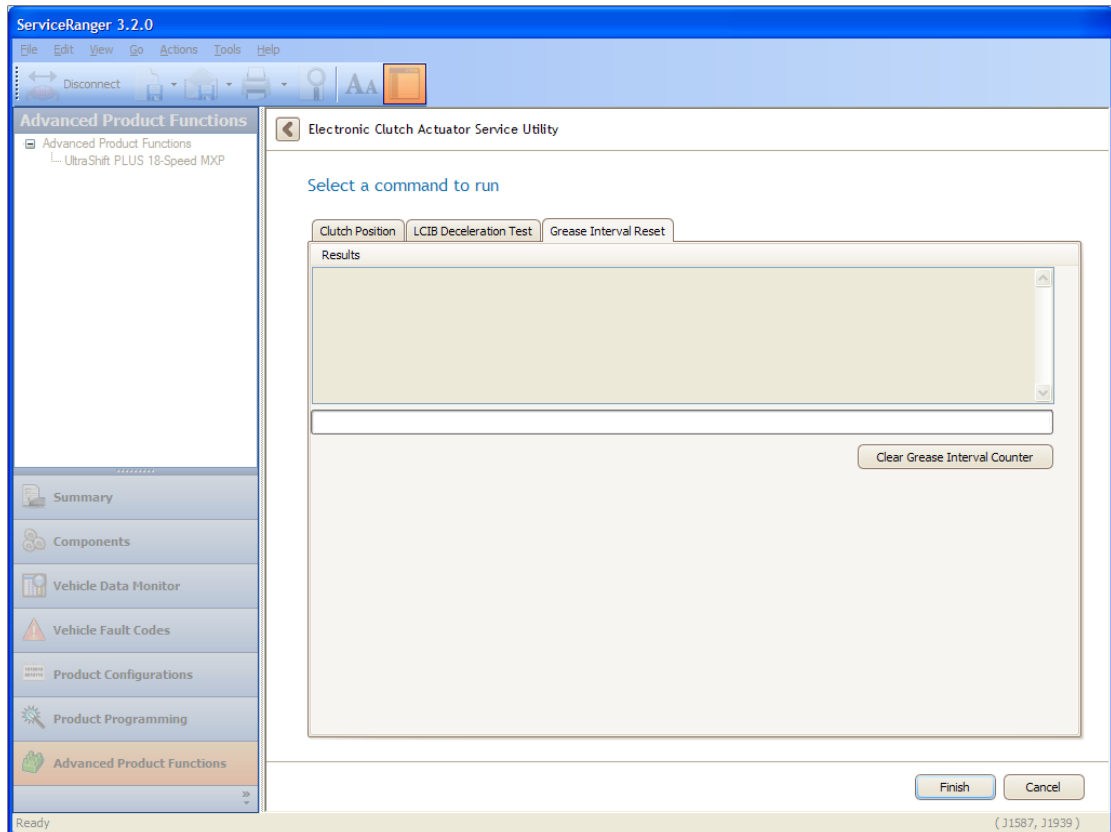 ServiceRanger 3.2.0
File Edit View Go Actions Tools Help
Disconnect AA
Advanced Product Functions
Advanced Product Functions
UltraShift PLUS 18-Speed MXP
Summary
Components
Vehicle Data Monitor
Vehicle Fault Codes
Product Configurations
Product Programming
Advanced Product Functions
Electronic Clutch Actuator Service Utility
Select a command to run
Clutch Position LCIB Deceleration Test Grease Interval Reset
Results
Clear Grease Interval Counter
Finish Cancel
Ready (J1587, J1939)